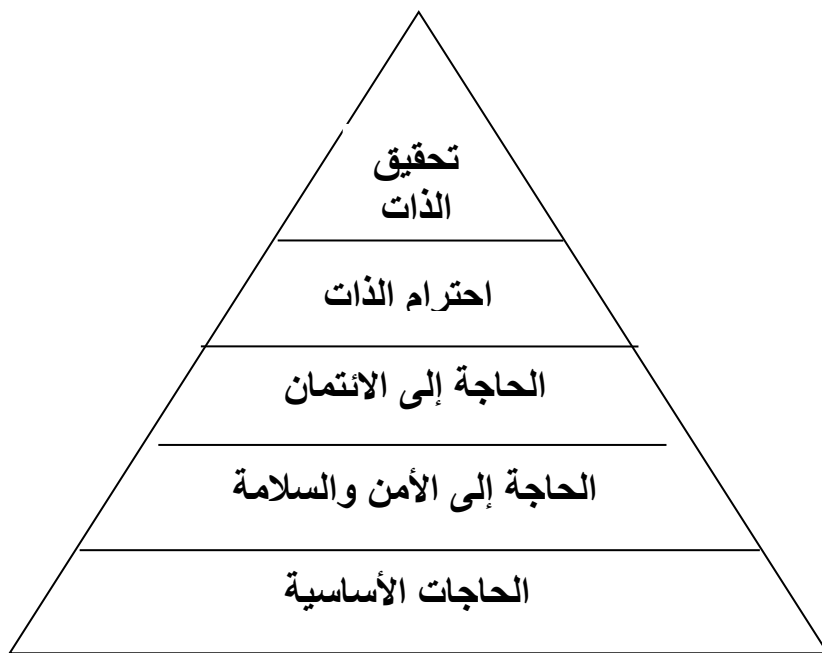 تحقيق
الذات
احترام الذات
الحاجة إلى الائتمان
الحاجة إلى الأمن والسلامة
الحاجات الأساسية